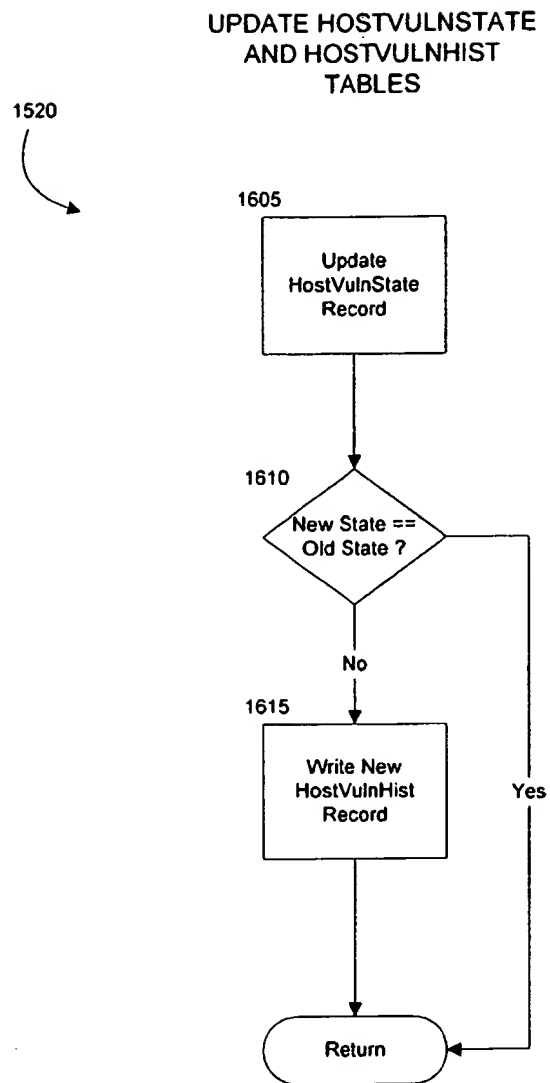 UPDATE HOSTVULNSTATE
AND HOSTVULNHIST
TABLES
1520
1605
Update
HostVulnState
Record
1610
New State ==
Old State ?
No
1615
Write New
HostVulnHist
Record
Yes
Return